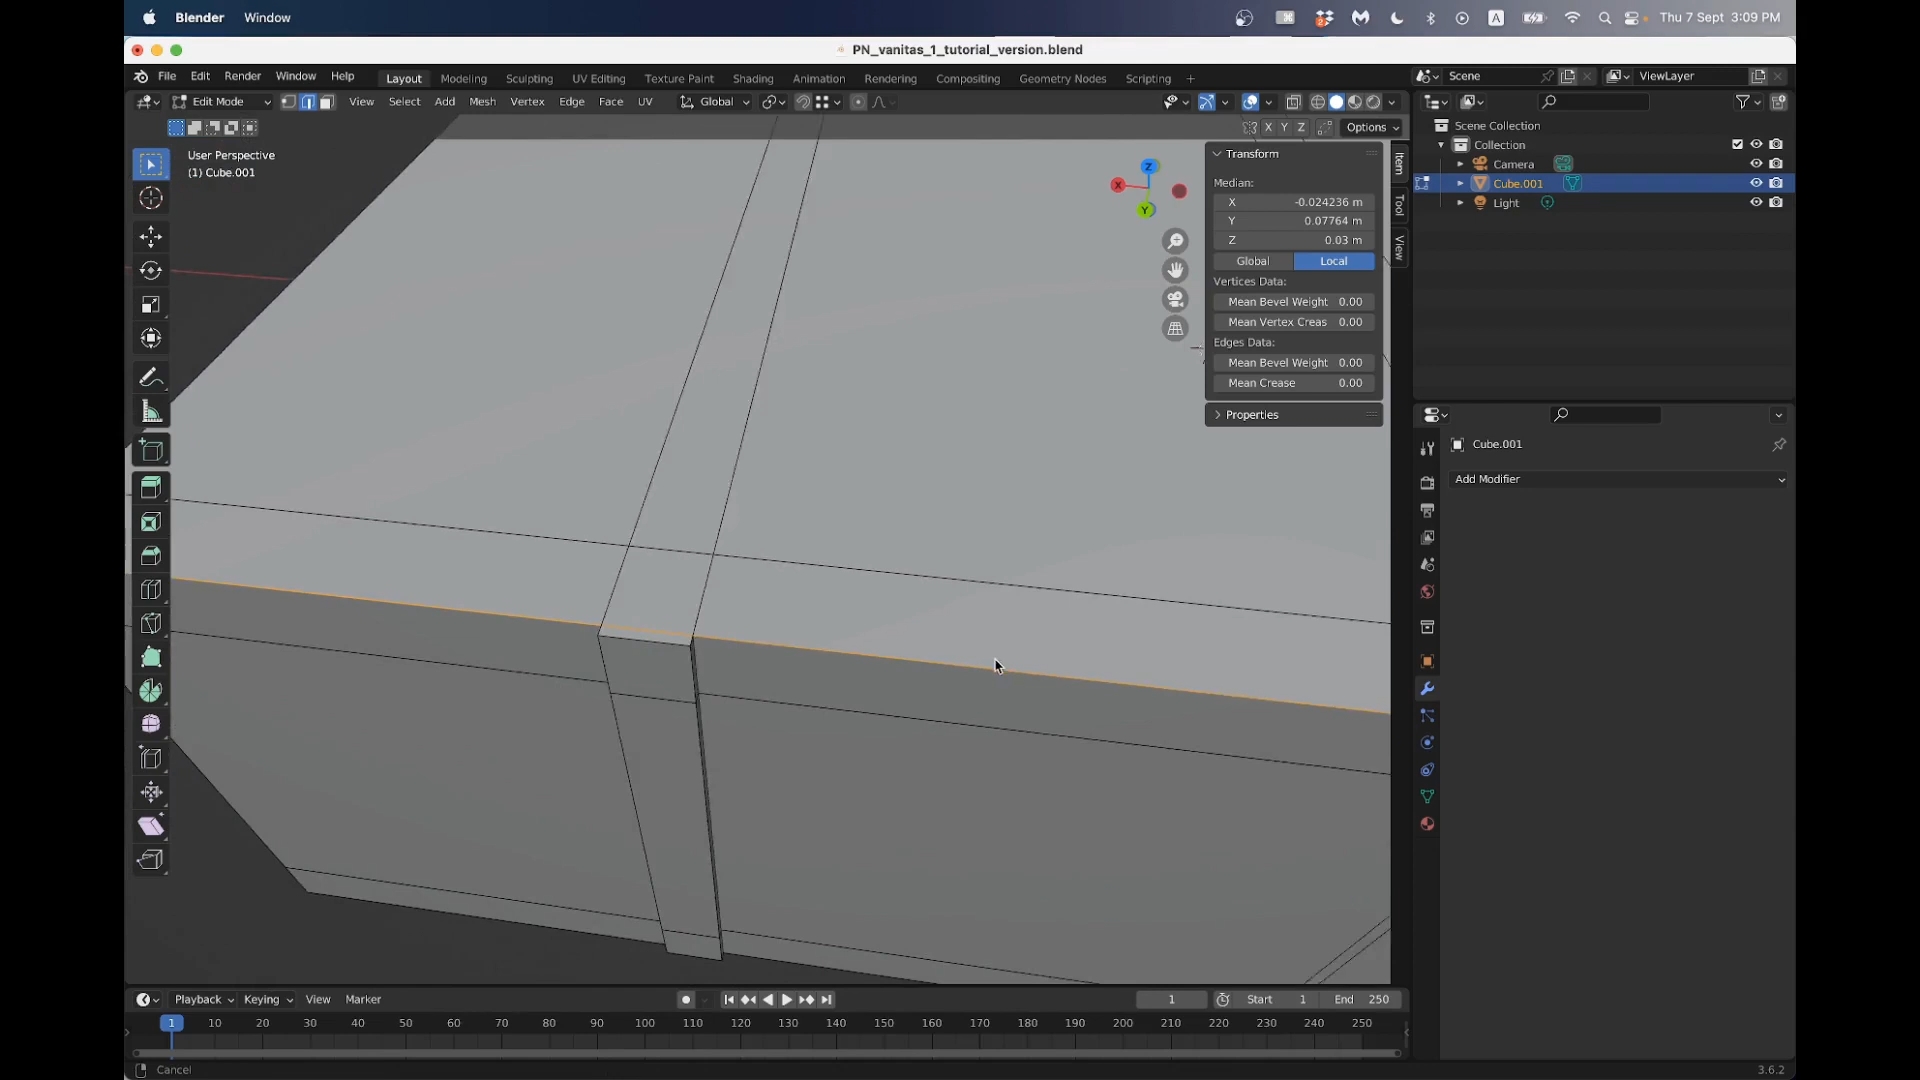 Blender Window
A
Thu 7 Sept 3:09 PM
PN_vanitas_1_tutorial_version.blend
File Edit Render Window Help
Layout Modeling Sculpting UV Editing Texture Paint Shading Animation Rendering Compositing Geometry Nodes Scripting +
Scene
ViewLayer
Edit Mode
View Select Add Mesh Vertex Edge Face UV
Global
X Y Z
Options
User Perspective
(1) Cube.001
Z
X
Y
Transform
Median:
X -0.024236 m
Y 0.07764 m
Z 0.03 m
Global Local
Vertices Data:
Mean Bevel Weight 0.00
Mean Vertex Creas 0.00
Edges Data:
Mean Bevel Weight 0.00
Mean Crease 0.00
Properties
Item
Tool
View
Scene Collection
Collection
Camera
Cube.001
Light
Cube.001
Add Modifier
Playback Keying View Marker
1
Start 1
End 250
1 10 20 30 40 50 60 70 80 90 100 110 120 130 140 150 160 170 180 190 200 210 220 230 240 250
Cancel
3.6.2